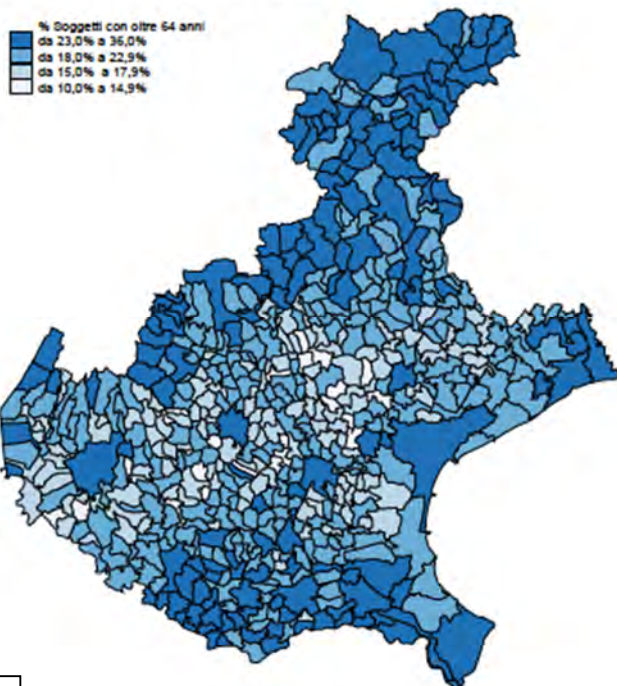 % Soggetti con oltre 64 anni
da 23,0% a 36,0%
da 18,0% a 22,9%
da 15,0% a 17,9%
da 10,0% a 14,9%